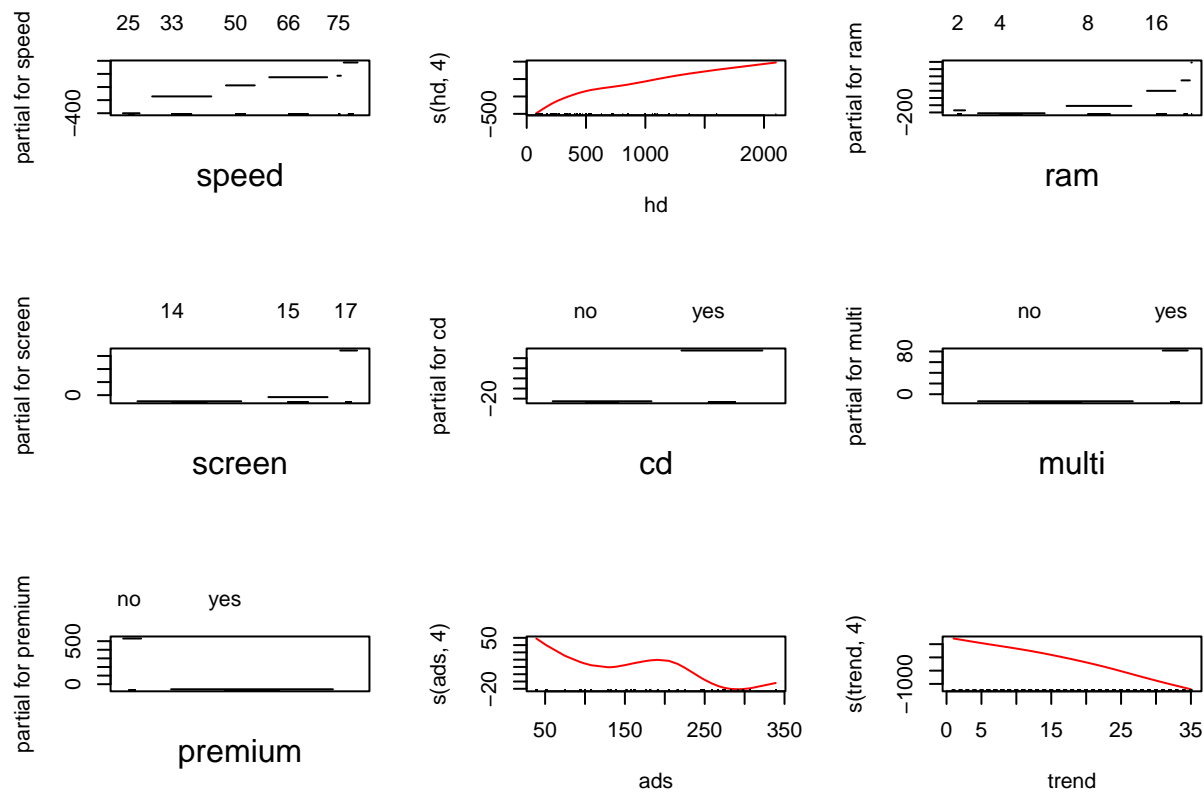 partial for speed
25 33 50 66 75
−400
speed
s(hd, 4)
−500
0 500 1000 2000
hd
partial for ram
2 4 8 16
−200
ram
partial for screen
14 15 17
0
screen
partial for cd
no yes
−20
cd
partial for multi
no yes
80
0
multi
partial for premium
no yes
500
0
premium
s(ads, 4)
50
−20
50 150 250 350
ads
s(trend, 4)
−1000
0 5 15 25 35
trend